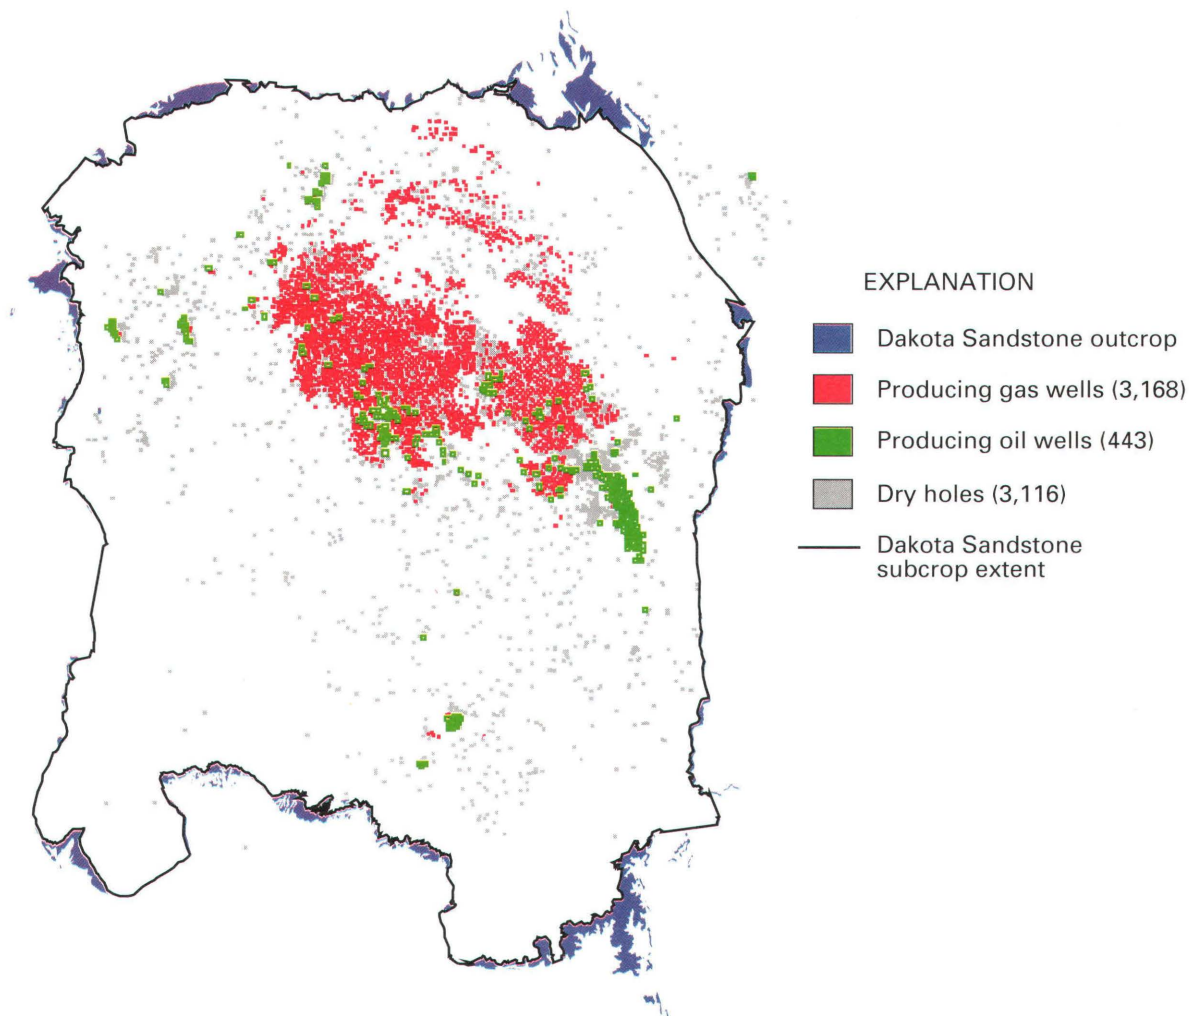 EXPLANATION
Dakota Sandstone outcrop
Producing gas wells (3,168)
Producing oil wells (443)
Dry holes (3,116)
Dakota Sandstone
subcrop extent